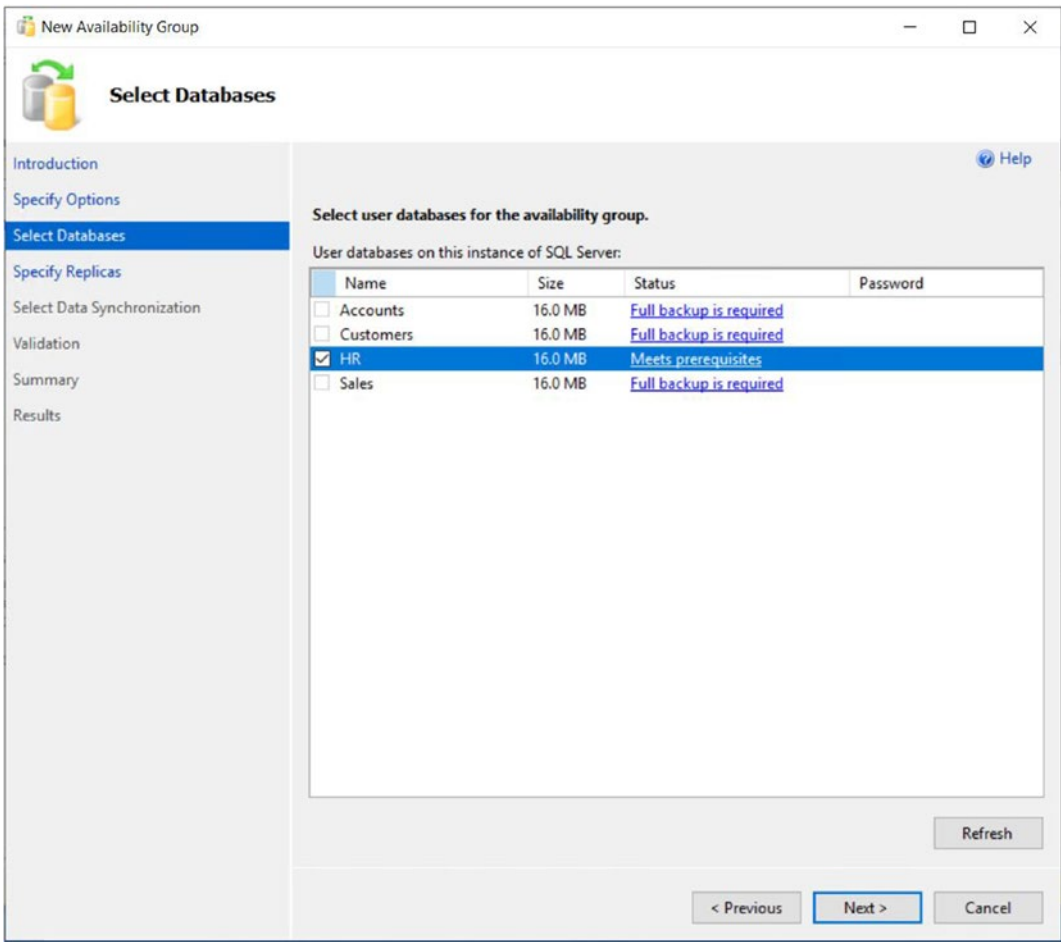 New Availability Group
Select Databases
Help
Introduction
Specify Options
Select Databases
Specify Replicas
Select Data Synchronization
Validation
Summary
Results
Select user databases for the availability group.
User databases on this instance of SQL Server:
Name Size Status Password
Accounts 16.0 MB Full backup is required
Customers 16.0 MB Full backup is required
HR 16.0 MB Meets prerequisites
Sales 16.0 MB Full backup is required
Refresh
< Previous Next > Cancel